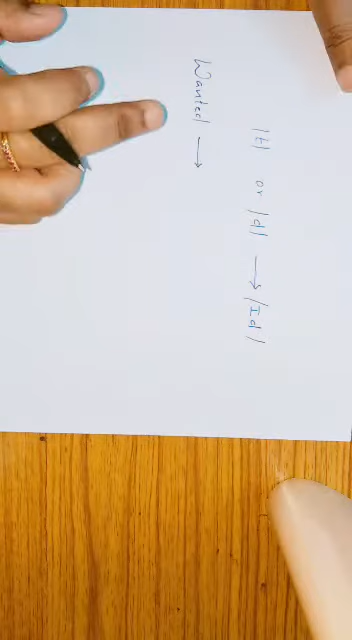 /t/ or /d/ → /Id/
Wanted →